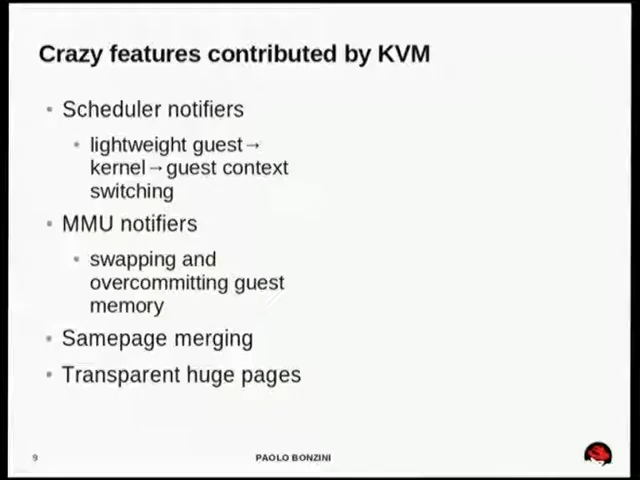 Crazy features contributed by KVM
• Scheduler notifiers
• lightweight guest→
kernel→guest context
switching
• MMU notifiers
• swapping and
overcommitting guest
memory
• Samepage merging
• Transparent huge pages
9
PAOLO BONZINI